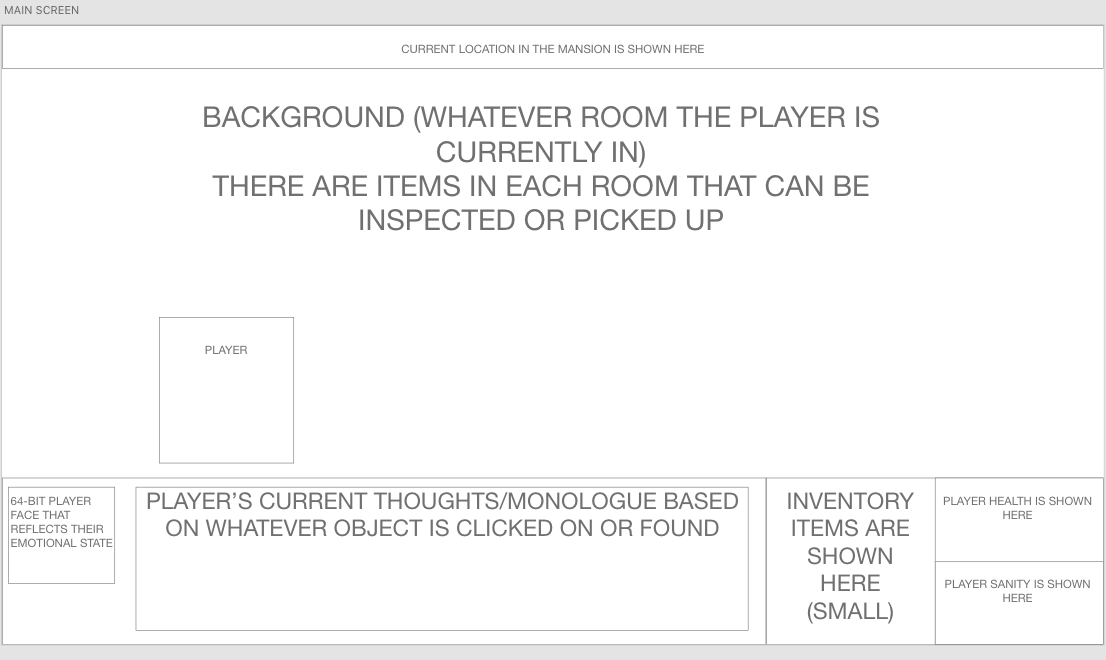 MAIN SCREEN
CURRENT LOCATION IN THE MANSION IS SHOWN HERE
BACKGROUND (WHATEVER ROOM THE PLAYER IS
CURRENTLY IN)
THERE ARE ITEMS IN EACH ROOM THAT CAN BE
INSPECTED OR PICKED UP
PLAYER
64-BIT PLAYER
FACE THAT
REFLECTS THEIR
EMOTIONAL STATE
PLAYER’S CURRENT THOUGHTS/MONOLOGUE BASED
ON WHATEVER OBJECT IS CLICKED ON OR FOUND
INVENTORY
ITEMS ARE
SHOWN
HERE
(SMALL)
PLAYER HEALTH IS SHOWN
HERE
PLAYER SANITY IS SHOWN
HERE